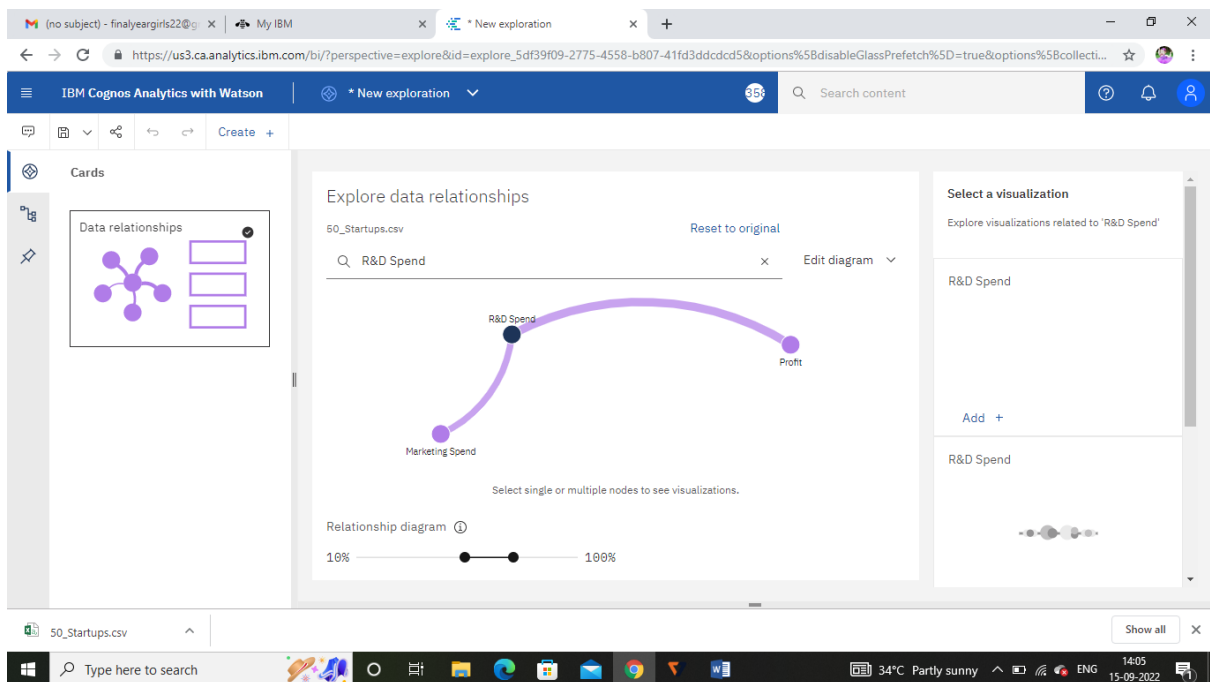 (no subject) - finalyeargirls22@g
My IBM
* New exploration
https://us3.ca.analytics.ibm.com/bi/?perspective=explore&id=explore_5df39f09-2775-4558-b807-41fd3ddcdcd5&options%5BdisableGlassPrefetch%5D=true&options%5Bcollecti...
IBM Cognos Analytics with Watson
* New exploration
358
Search content
Create +
Cards
Data relationships
Explore data relationships
50_Startups.csv
Reset to original
R&D Spend
Edit diagram
R&D Spend
Profit
Marketing Spend
Select single or multiple nodes to see visualizations.
Relationship diagram
10%
100%
Select a visualization
Explore visualizations related to 'R&D Spend'
R&D Spend
Add +
R&D Spend
50_Startups.csv
Show all
Type here to search
34°C Partly sunny
ENG
14:05
15-09-2022